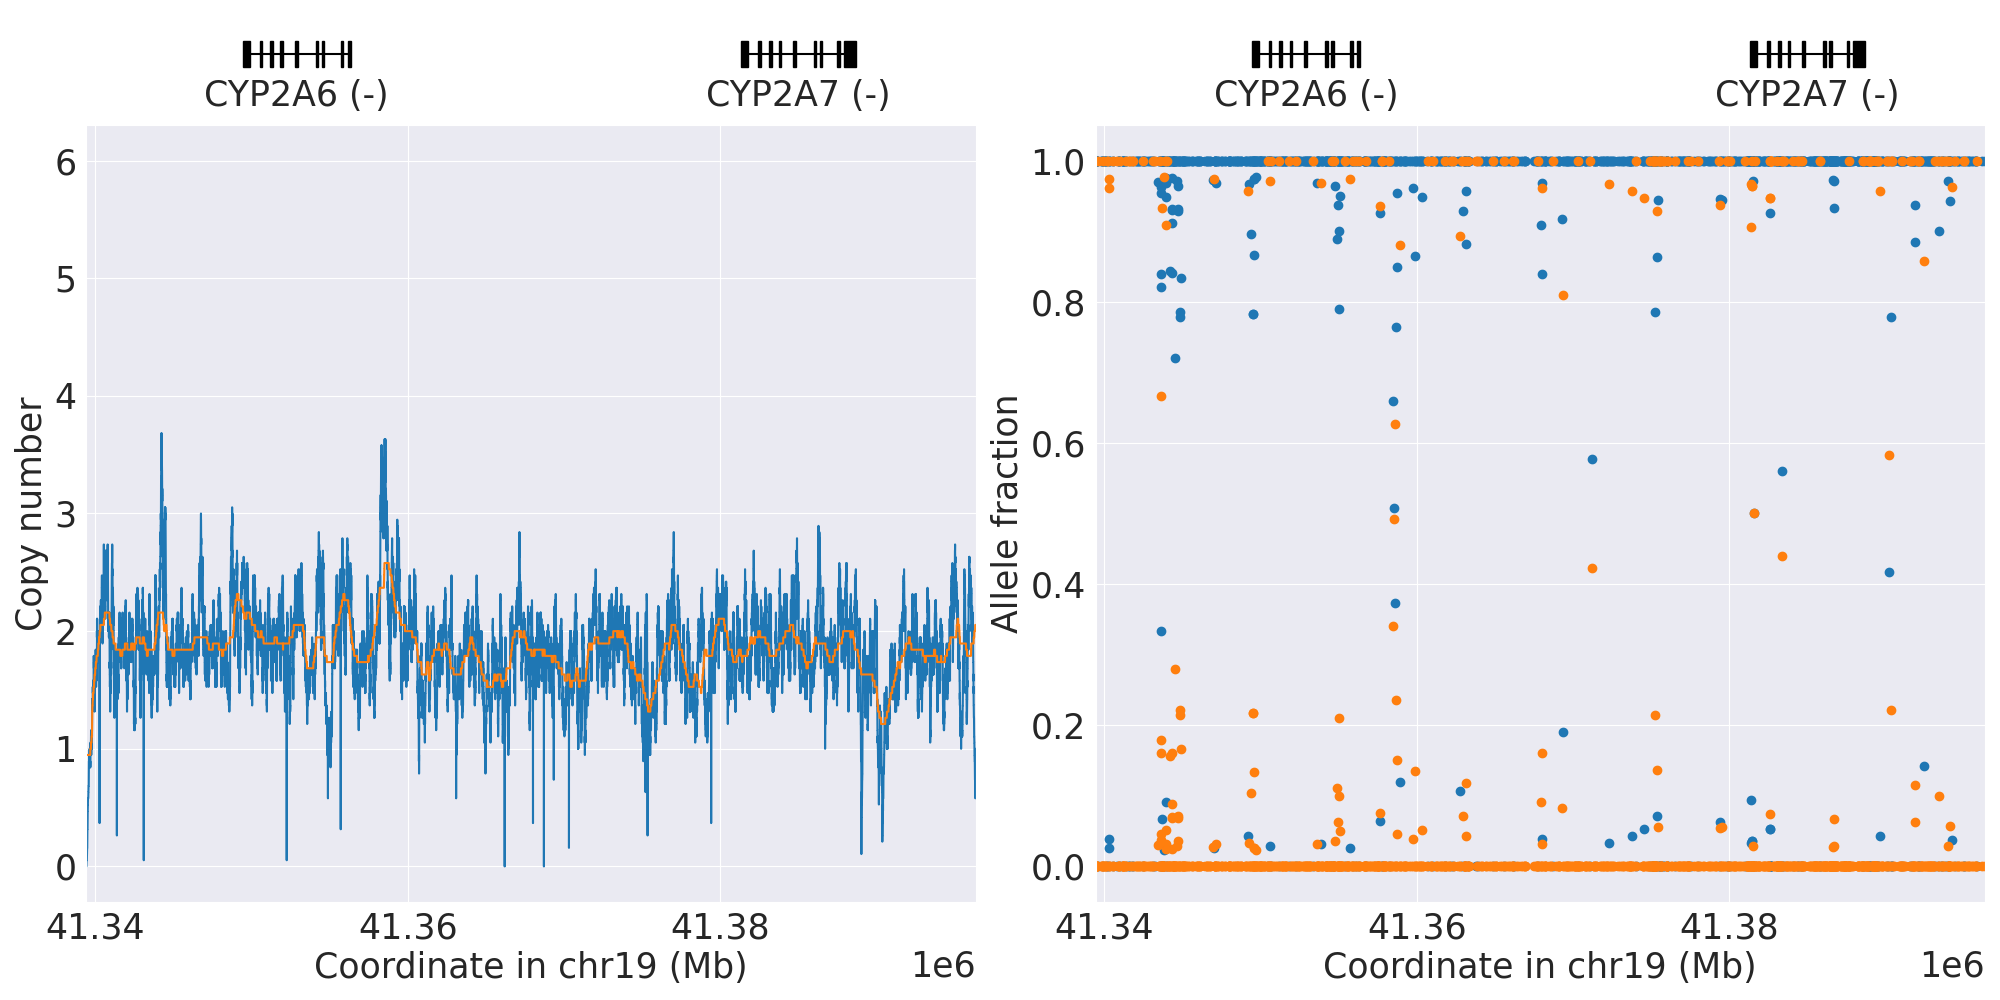 CYP2A6 (-) CYP2A7 (-)
CYP2A6 (-) CYP2A7 (-)
Copy number
6
5
4
3
2
1
0
41.34 41.36 41.38
Coordinate in chr19 (Mb) 1e6
Allele fraction
1.0
0.8
0.6
0.4
0.2
0.0
41.34 41.36 41.38
Coordinate in chr19 (Mb) 1e6